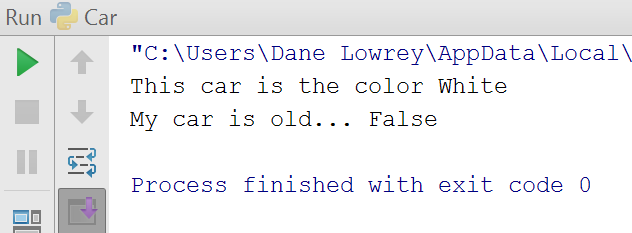 Run Car
"C:\Users\Dane Lowrey\AppData\Local\
This car is the color White
My car is old... False
Process finished with exit code 0